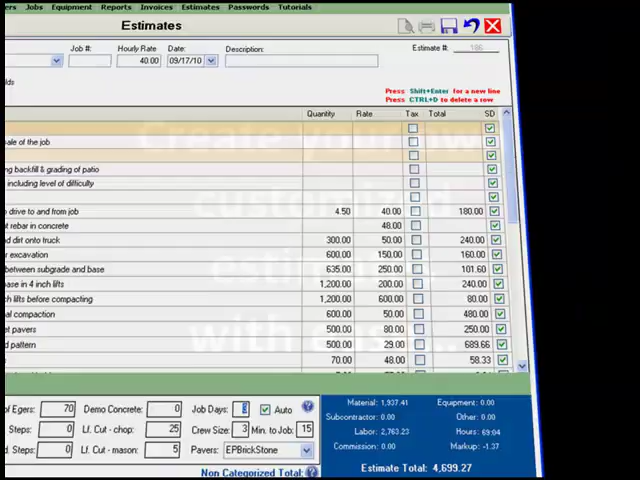 Jobs Equipment Reports Invoices Estimates Passwords Tutorials
Estimates
Job #: Hourly Rate Date: Description: Estimate #: 186
40.00 09/17/10
Press Shift+Enter for a new line
Press CTRL+D to delete a row
Quantity Rate Tax Total SD
Create your own
ale of the job
ing backfill & grading of patio
including level of difficulty
customized
drive to and from job 4.50 40.00 180.00
t rebar in concrete 48.00
d dirt onto truck 300.00 50.00 240.00
r excavation 600.00 150.00 160.00
estimates
between subgrade and base 635.00 250.00 101.60
base in 4 inch lifts 1,200.00 200.00 240.00
ch lifts before compacting 1,200.00 600.00 80.00
al compaction 600.00 50.00 480.00
with
et pavers 500.00 80.00 250.00
d pattern 500.00 29.00 689.66
70.00 48.00 58.33
of Egers: 70 Demo Concrete: 0 Job Days: Auto
Steps: 0 Lf. Cut - chop: 25 Crew Size: 3 Min. to Job: 15
d. Steps: 0 Lf. Cut - mason: 5 Pavers: EPBrickStone
Non Categorized Total:
Material: 1,937.41 Equipment: 0.00
Subcontractor: 0.00 Other: 0.00
Labor: 2,763.23 Hours: 69:04
Commission: 0.00 Markup: -1.37
Estimate Total: 4,699.27